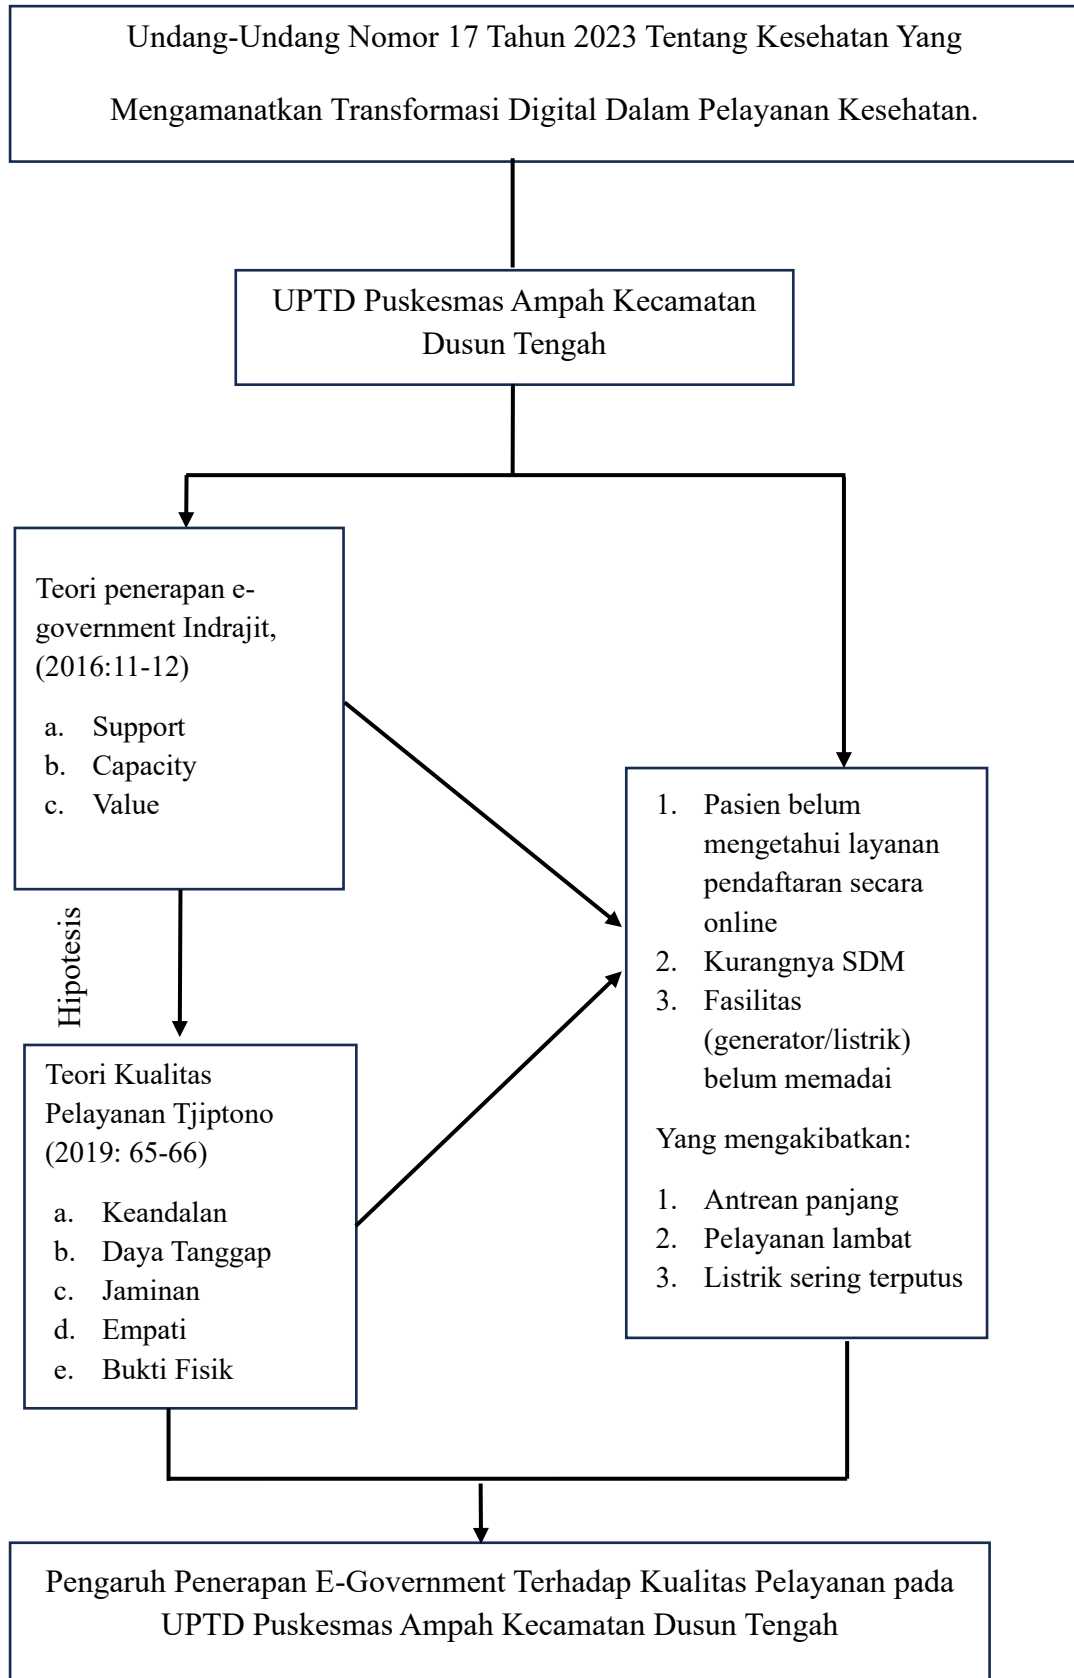 Undang-Undang Nomor 17 Tahun 2023 Tentang Kesehatan Yang
Mengamanatkan Transformasi Digital Dalam Pelayanan Kesehatan.
UPTD Puskesmas Ampah Kecamatan
Dusun Tengah
Teori penerapan e-
government Indrajit,
(2016:11-12)
a. Support
b. Capacity
c. Value
Hipotesis
Teori Kualitas
Pelayanan Tjiptono
(2019: 65-66)
a. Keandalan
b. Daya Tanggap
c. Jaminan
d. Empati
e. Bukti Fisik
1. Pasien belum
mengetahui layanan
pendaftaran secara
online
2. Kurangnya SDM
3. Fasilitas
(generator/listrik)
belum memadai
Yang mengakibatkan:
1. Antrean panjang
2. Pelayanan lambat
3. Listrik sering terputus
Pengaruh Penerapan E-Government Terhadap Kualitas Pelayanan pada
UPTD Puskesmas Ampah Kecamatan Dusun Tengah